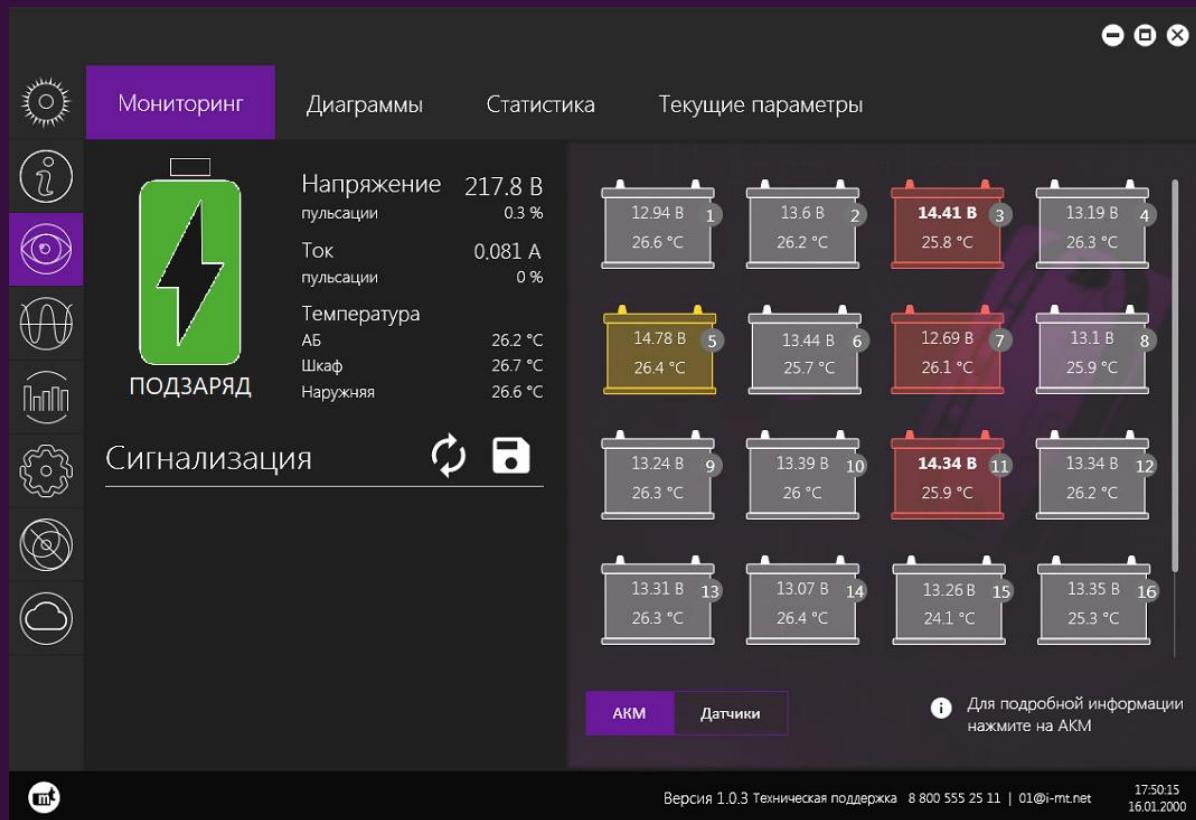 Мониторинг
Диаграммы
Статистика
Текущие параметры
Напряжение 217.8 В
пульсации 0.3 %
Ток 0.081 А
пульсации 0 %
Температура
АБ 26.2 °C
Шкаф 26.7 °C
Наружняя 26.6 °C
ПОДЗАРЯД
Сигнализация
12.94 В 1
26.6 °C
13.6 В 2
26.2 °C
14.41 В 3
25.8 °C
13.19 В 4
26.3 °C
14.78 В 5
26.4 °C
13.44 В 6
25.7 °C
12.69 В 7
26.1 °C
13.1 В 8
25.9 °C
13.24 В 9
26.3 °C
13.39 В 10
26 °C
14.34 В 11
25.9 °C
13.34 В 12
26.2 °C
13.31 В 13
26.3 °C
13.07 В 14
26.4 °C
13.26 В 15
24.1 °C
13.35 В 16
25.3 °C
АКМ
Датчики
Для подробной информации
нажмите на АКМ
mt
Версия 1.0.3 Техническая поддержка 8 800 555 25 11 | 01@i-mt.net
17:50:15
16.01.2000